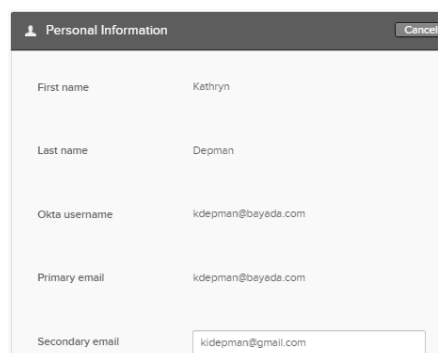 Personal Information Cancel
First name Kathryn
Last name Depman
Okta username kdepman@bayada.com
Primary email kdepman@bayada.com
Secondary email kidepman@gmail.com